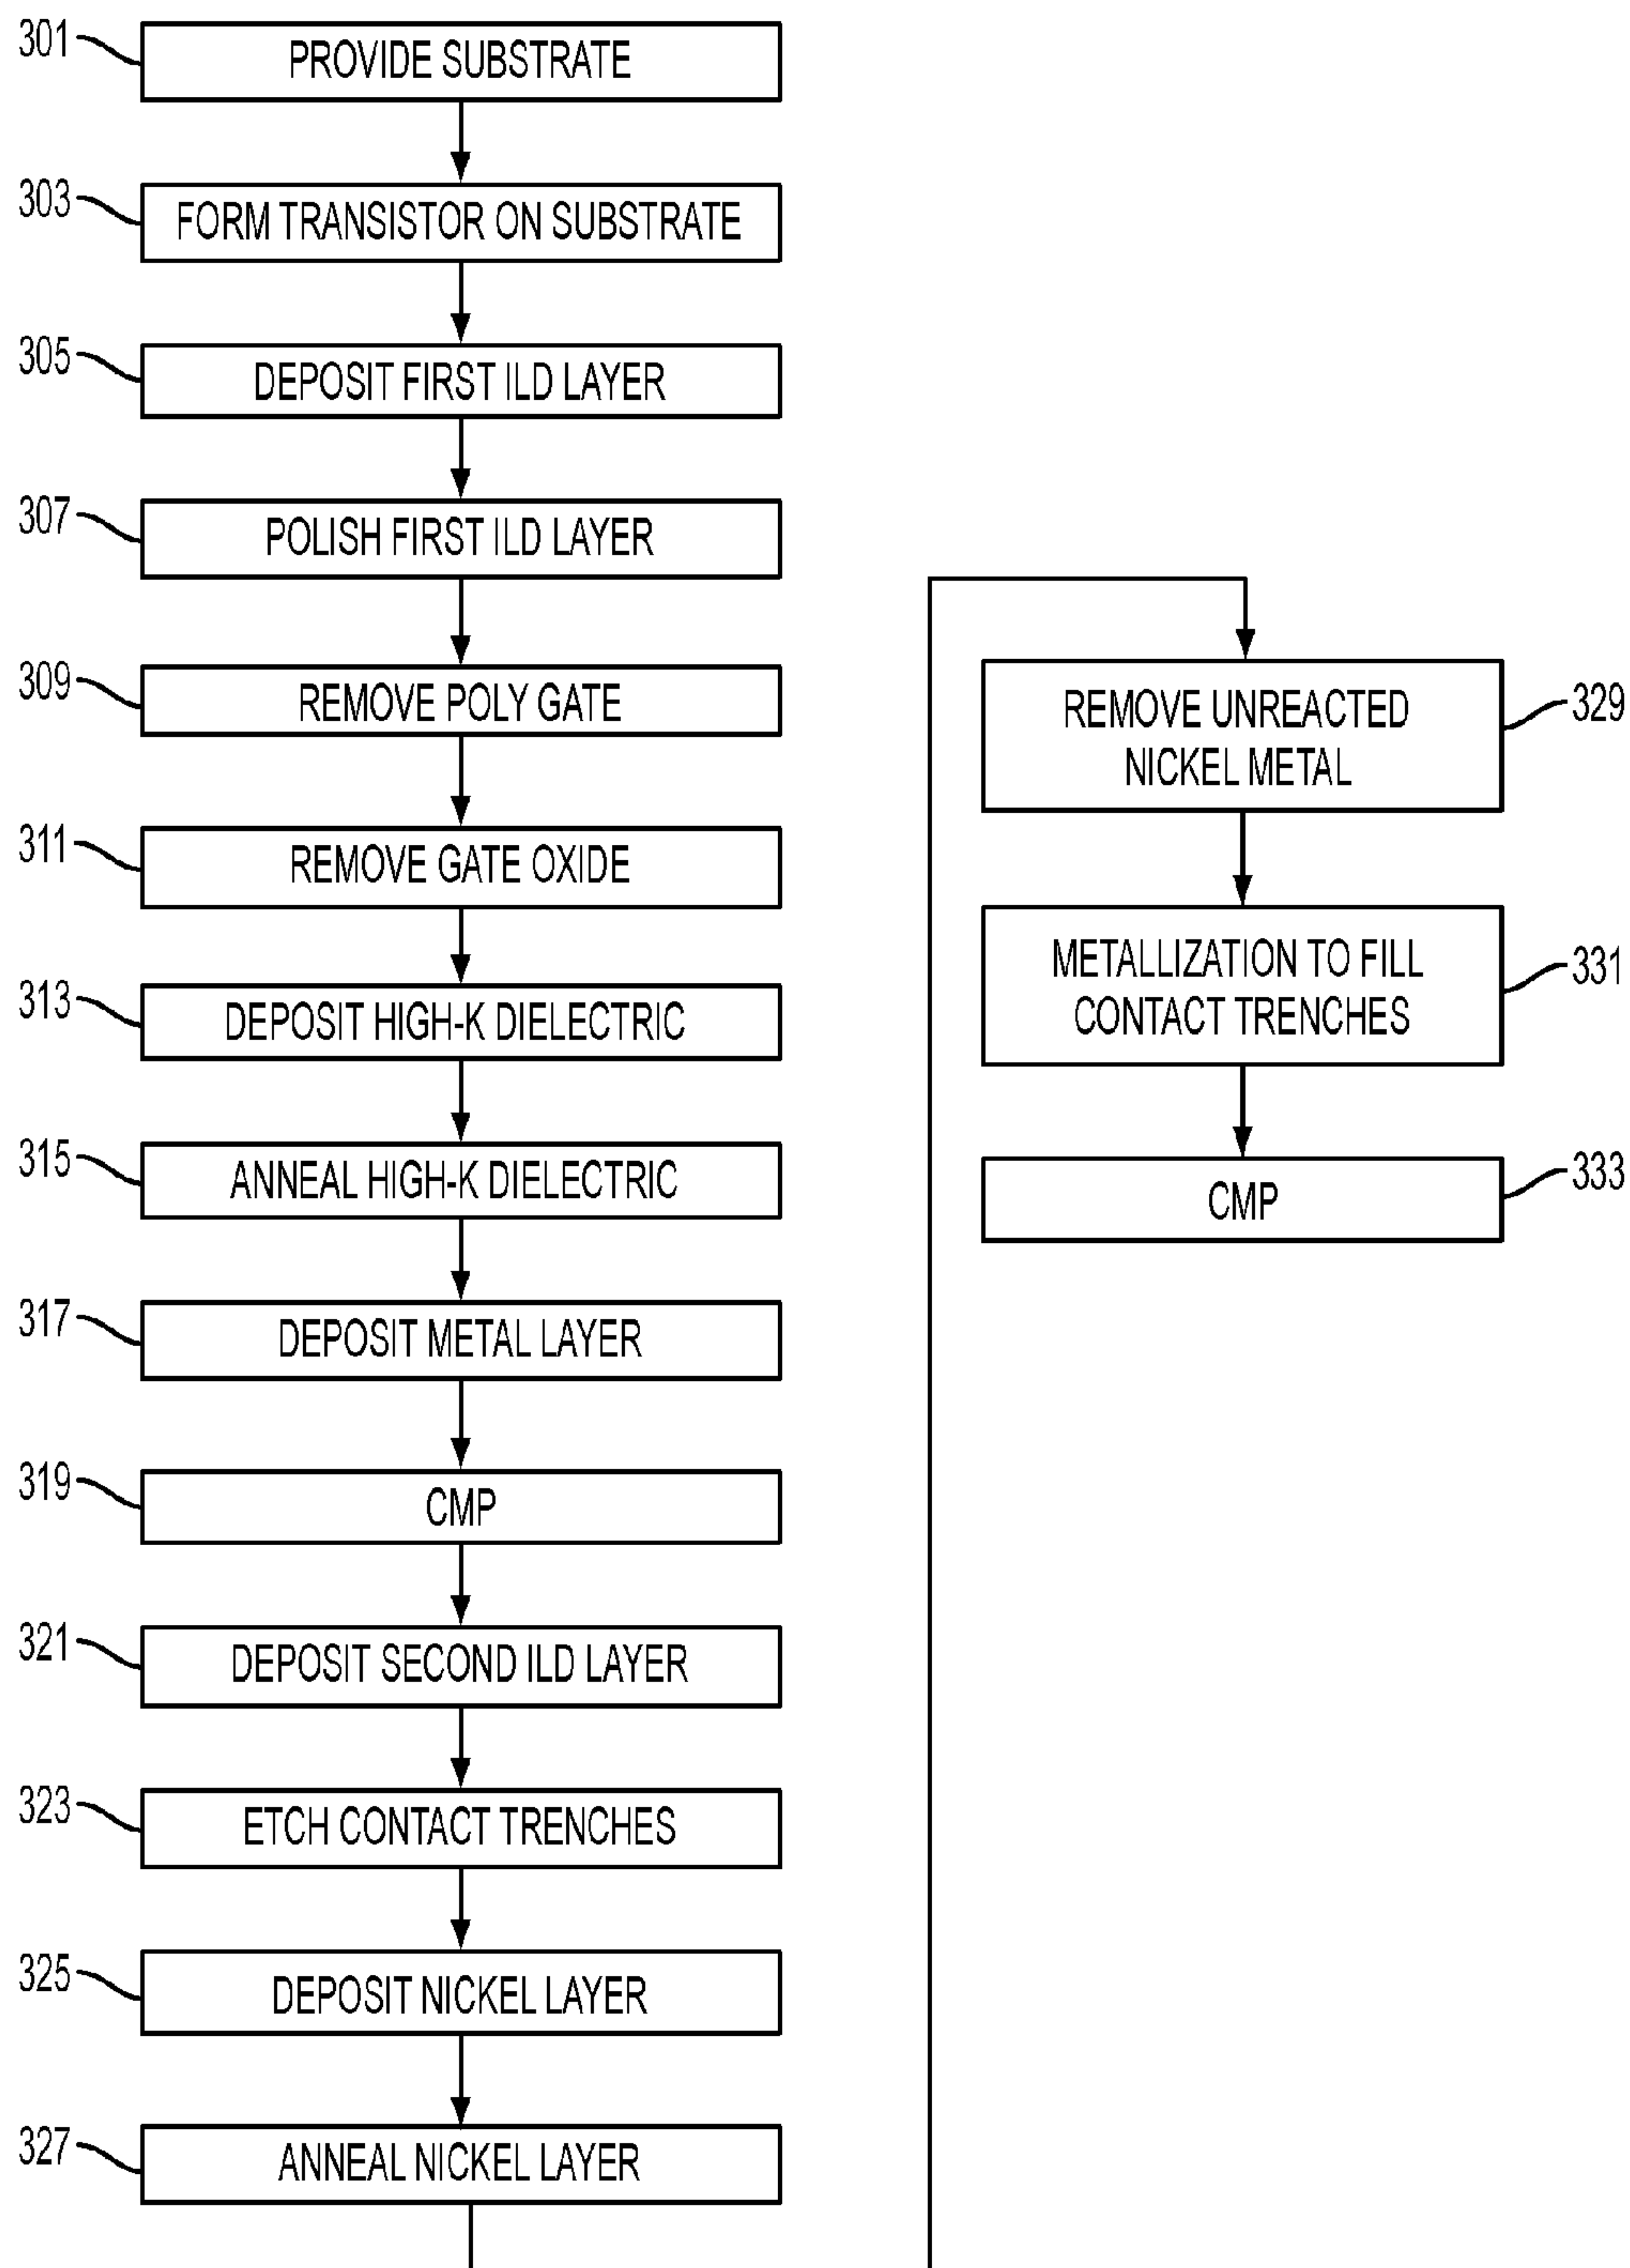 301
PROVIDE SUBSTRATE
303
FORM TRANSISTOR ON SUBSTRATE
305
DEPOSIT FIRST ILD LAYER
307
POLISH FIRST ILD LAYER
309
REMOVE POLY GATE
311
REMOVE GATE OXIDE
313
DEPOSIT HIGH-K DIELECTRIC
315
ANNEAL HIGH-K DIELECTRIC
317
DEPOSIT METAL LAYER
319
CMP
321
DEPOSIT SECOND ILD LAYER
323
ETCH CONTACT TRENCHES
325
DEPOSIT NICKEL LAYER
327
ANNEAL NICKEL LAYER
REMOVE UNREACTED
NICKEL METAL
329
METALLIZATION TO FILL
CONTACT TRENCHES
331
CMP
333